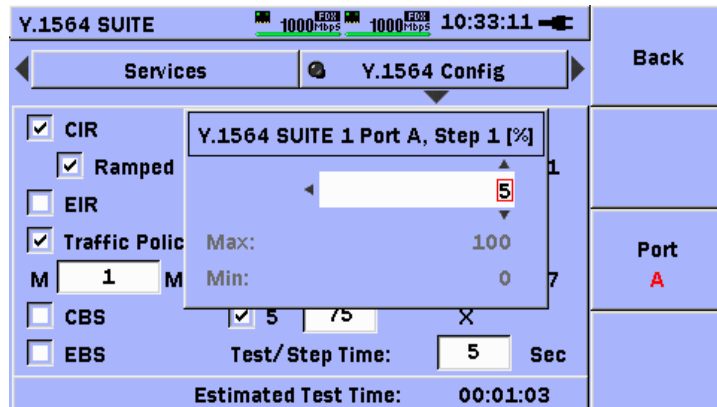 Y.1564 SUITE 1000 FDX Mbps 1000 FDX Mbps 10:33:11
Back
Services Y.1564 Config
CIR
Y.1564 SUITE 1 Port A, Step 1 [%]
Ramped 1
5
EIR
Traffic Polic
Max: 100
Port
A
M 1 M
Min: 0
7
CBS 5 75 X
EBS Test/Step Time: 5 Sec
Estimated Test Time: 00:01:03